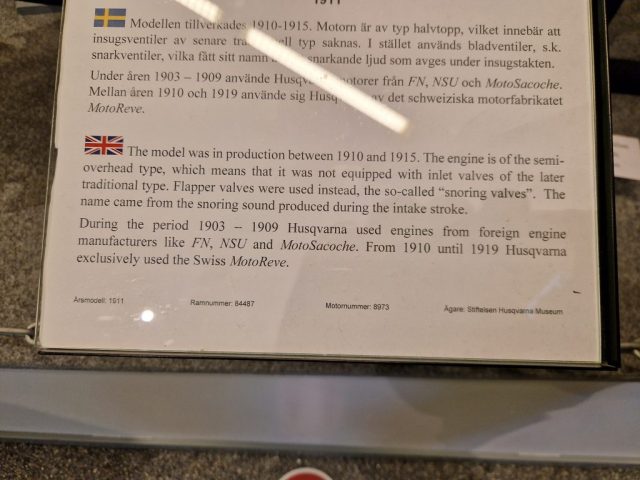 1911
Modellen tillverkades 1910-1915. Motorn är av typ halvtopp, vilket innebär att
insugsventiler av senare typ saknas. I stället används bladventiler, s.k.
snarkventiler, vilka fått sitt namn snarkande ljud som avges under insugstakten.
Under åren 1903 – 1909 använde motorer från FN, NSU och MotoSacoche.
Mellan åren 1910 och 1919 använde sig av det schweiziska motorfabrikatet
MotoReve.
The model was in production between 1910 and 1915. The engine is of the semi-
overhead type, which means that it was not equipped with inlet valves of the later
traditional type. Flapper valves were used instead, the so-called “snoring valves”. The
name came from the snoring sound produced during the intake stroke.
During the period 1903 – 1909 Husqvarna used engines from foreign engine
manufacturers like FN, NSU and MotoSacoche. From 1910 until 1919 Husqvarna
exclusively used the Swiss MotoReve.
Årsmodell: 1911 Ramnummer: 84487 Motornummer: 8973 Ägare: Stiftelsen Husqvarna Museum